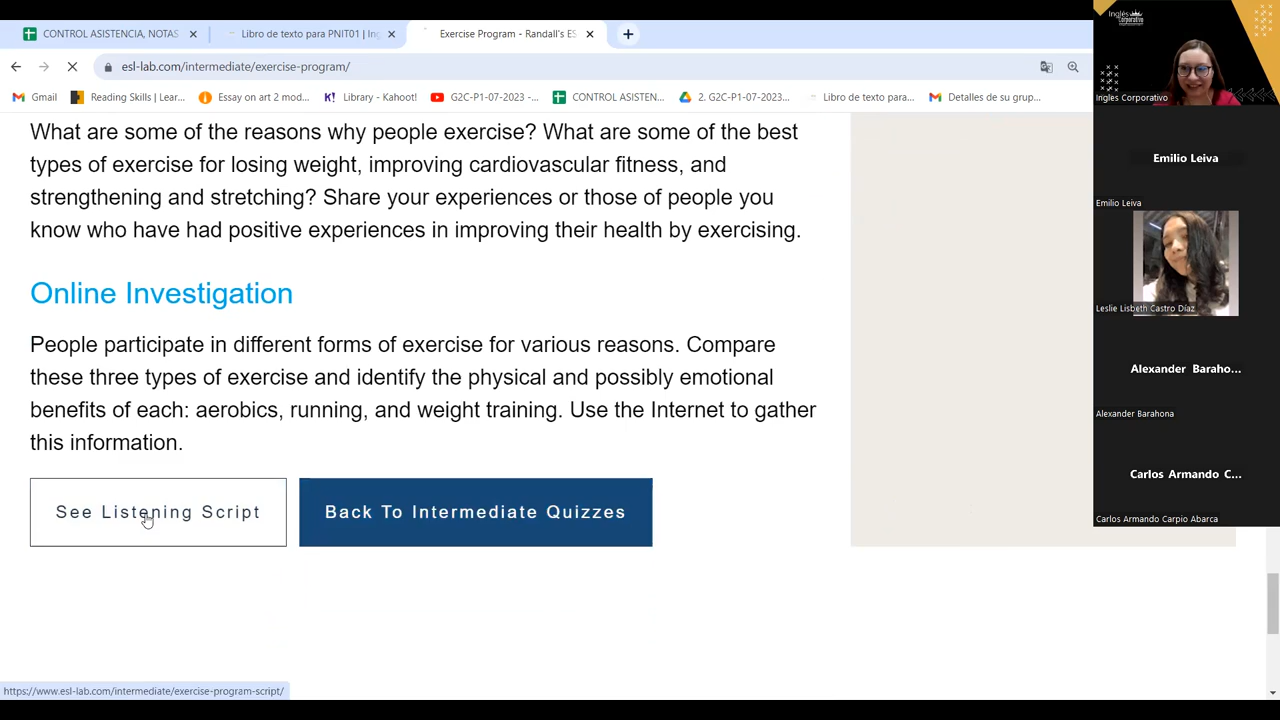 CONTROL ASISTENCIA, NOTAS
Libro de texto para PNIT01 | Ing
Exercise Program - Randall's ES
esl-lab.com/intermediate/exercise-program/
Gmail
Reading Skills | Lear...
Essay on art 2 mod...
Library - Kahoot!
G2C-P1-07-2023 -...
CONTROL ASISTEN...
2. G2C-P1-07-2023...
Libro de texto para...
Detalles de su grup...
What are some of the reasons why people exercise? What are some of the best
types of exercise for losing weight, improving cardiovascular fitness, and
strengthening and stretching? Share your experiences or those of people you
know who have had positive experiences in improving their health by exercising.
Online Investigation
People participate in different forms of exercise for various reasons. Compare
these three types of exercise and identify the physical and possibly emotional
benefits of each: aerobics, running, and weight training. Use the Internet to gather
this information.
See Listening Script
Back To Intermediate Quizzes
https://www.esl-lab.com/intermediate/exercise-program-script/
Inglés
Corporativo
Ingles Corporativo
Emilio Leiva
Emilio Leiva
Leslie Lisbeth Castro Díaz
Alexander Baraho...
Alexander Barahona
Carlos Armando C...
Carlos Armando Carpio Abarca